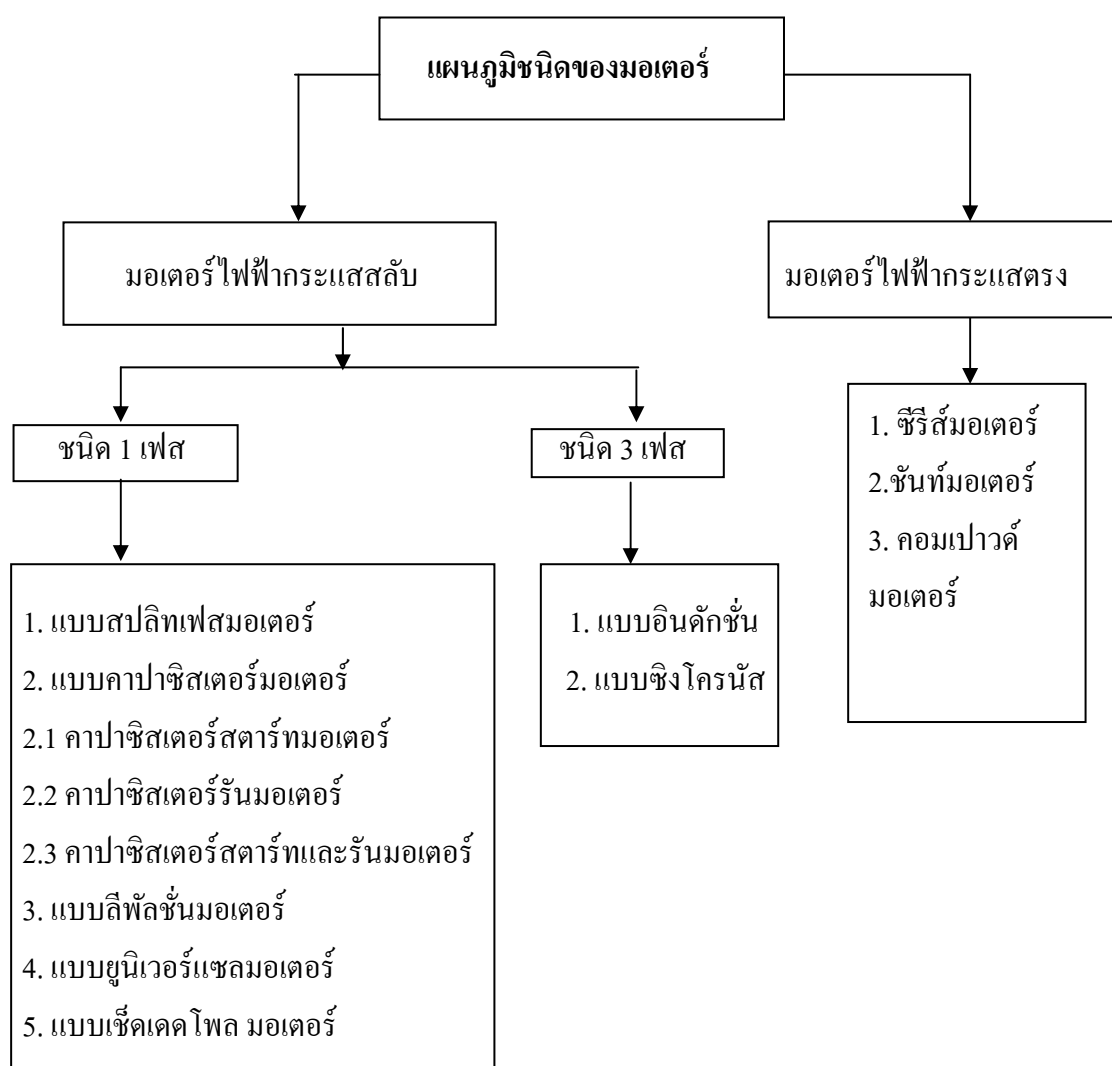 แผนภูมิชนิดของมอเตอร์
มอเตอร์ไฟฟ้ากระแสสลับ
มอเตอร์ไฟฟ้ากระแสตรง
ชนิด 1 เฟส
ชนิด 3 เฟส
1. แบบสปลิทเฟสมอเตอร์
2. แบบคาปาซิสเตอร์มอเตอร์
2.1 คาปาซิสเตอร์สตาร์ทมอเตอร์
2.2 คาปาซิสเตอร์รันมอเตอร์
2.3 คาปาซิสเตอร์สตาร์ทและรันมอเตอร์
3. แบบลีพัลชั่นมอเตอร์
4. แบบยูนิเวอร์แซลมอเตอร์
5. แบบเช็ดเดดโพล มอเตอร์
1. แบบอินดักชั่น
2. แบบซิงโครนัส
1. ซีรีส์มอเตอร์
2.ชันท์มอเตอร์
3. คอมเปาวด์
มอเตอร์